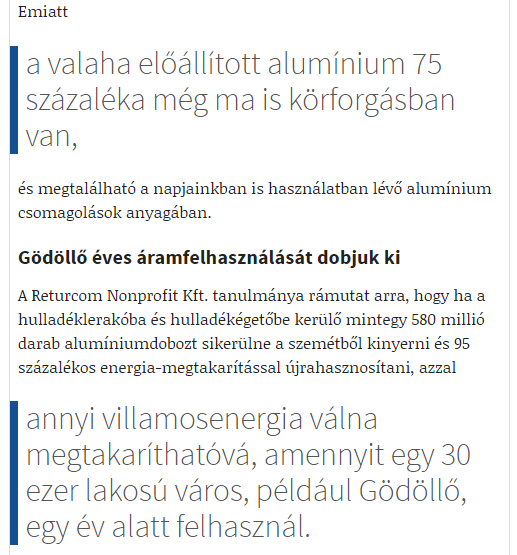 Emiatt
a valaha előállított alumínium 75
százaléka még ma is körforgásban
van,
és megtalálható a napjainkban is használatban lévő alumínium
csomagolások anyagában.
Gödöllő éves áramfelhasználását dobjuk ki
A Returcom Nonprofit Kft. tanulmánya rámutat arra, hogy ha a
hulladéklerakóba és hulladékégetőbe kerülő mintegy 580 millió
darab alumíniumdobozt sikerülne a szemétből kinyerni és 95
százalékos energia-megtakarítással újrahasznosítani, azzal
annyi villamosenergia válna
megtakaríthatóvá, amennyit egy 30
ezer lakosú város, például Gödöllő,
egy év alatt felhasznál.